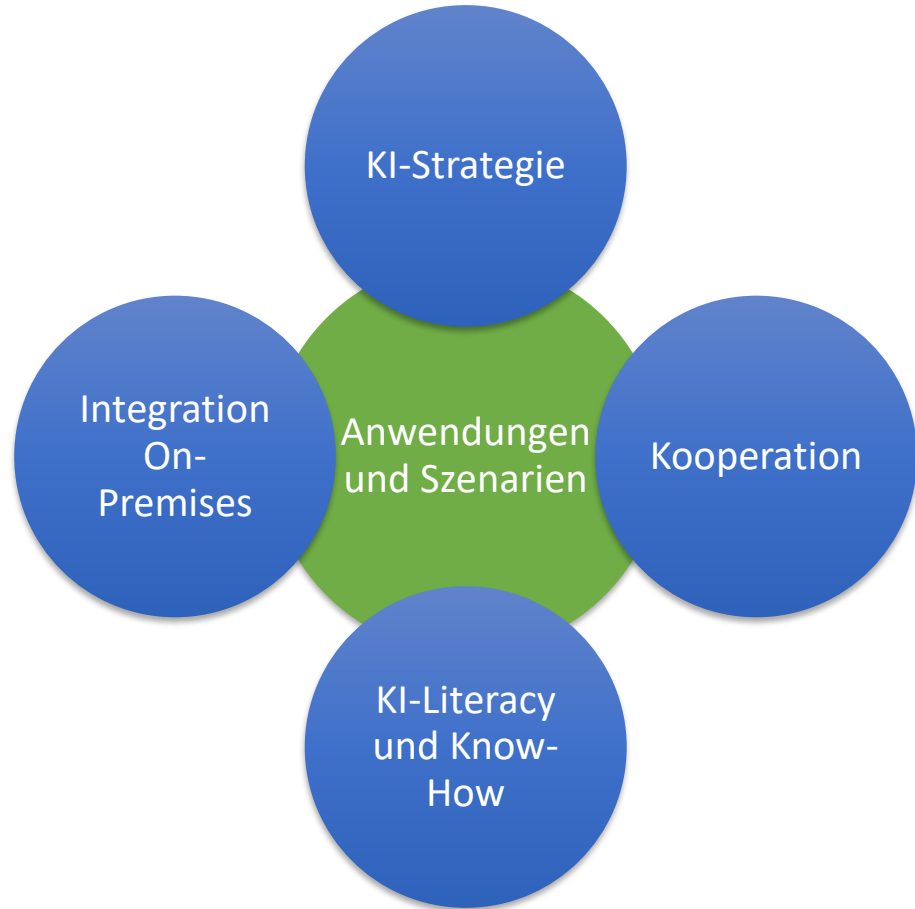 KI-Strategie
Integration
On-
Premises
Anwendungen
und Szenarien
Kooperation
KI-Literacy
und Know-
How